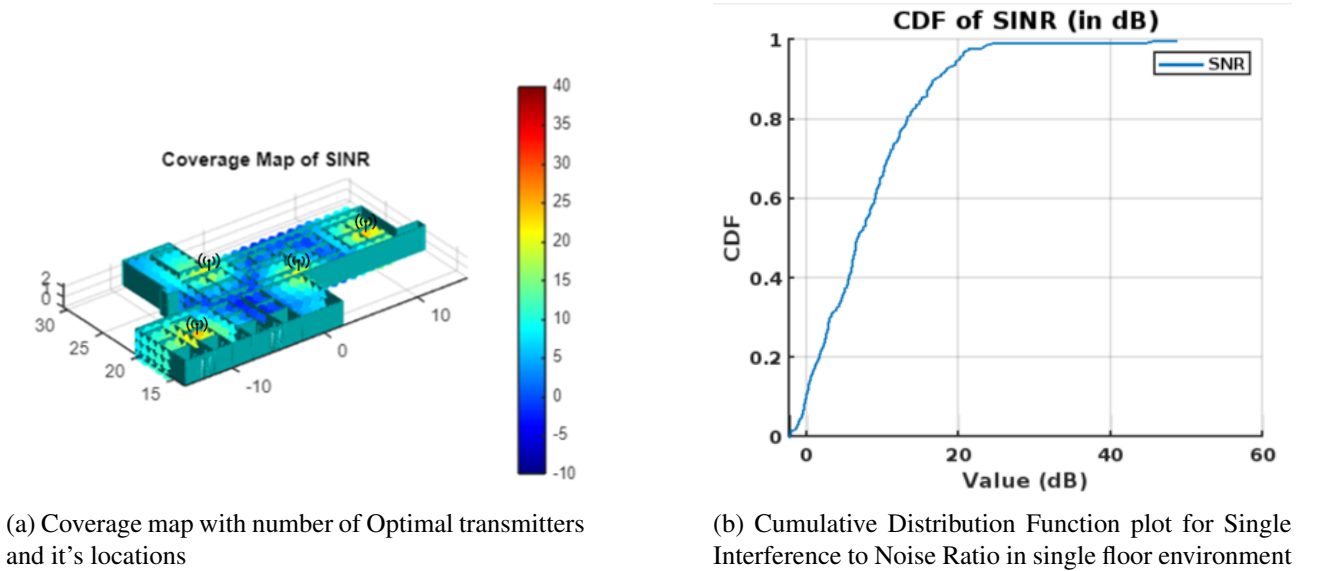 Coverage Map of SINR
40
35
30
25
20
15
10
5
0
-5
-10
2
1
0
30
25
20
15
-10
0
10
(a) Coverage map with number of Optimal transmitters
and it's locations
CDF of SINR (in dB)
SNR
CDF
1
0.8
0.6
0.4
0.2
0
0 20 40 60
Value (dB)
(b) Cumulative Distribution Function plot for Single
Interference to Noise Ratio in single floor environment